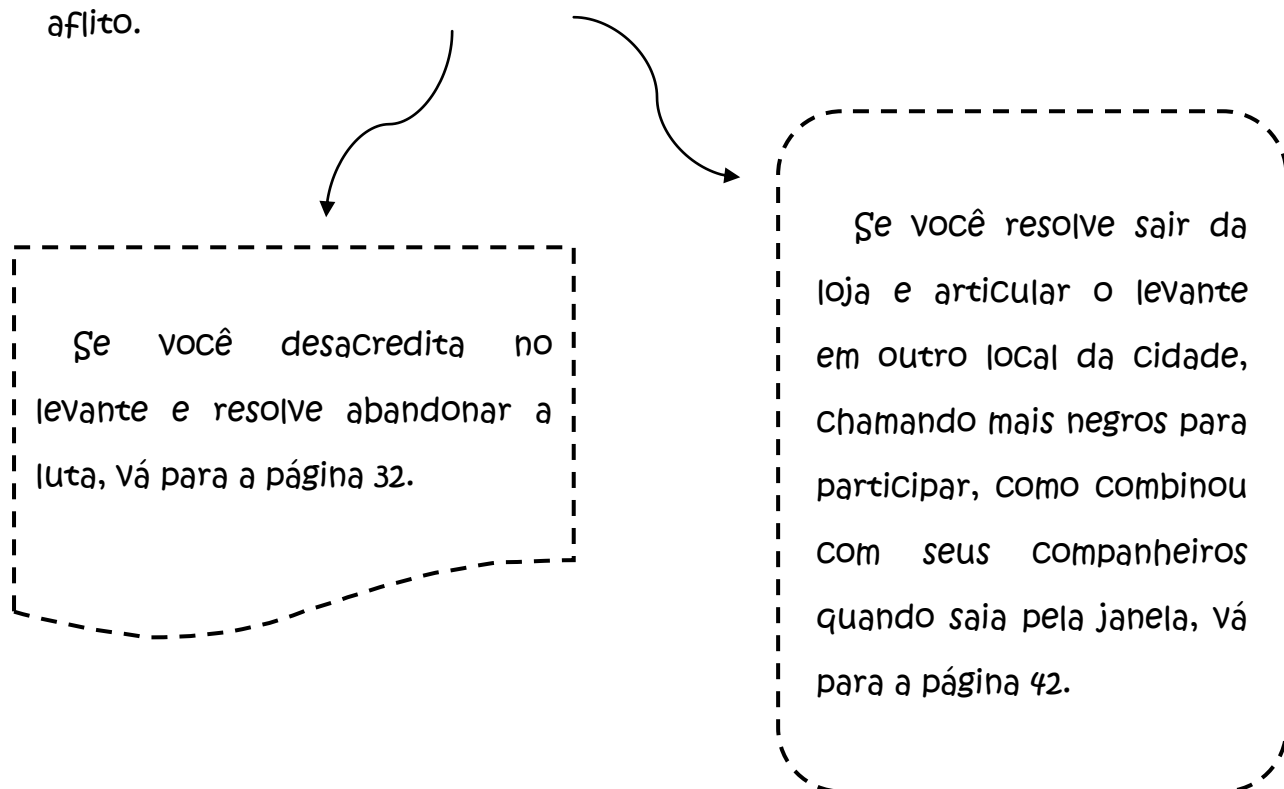 aflito.
Se você desacredita no
levante e resolve abandonar a
luta, vá para a página 32.
Se você resolve sair da
loja e articular o levante
em outro local da cidade,
chamando mais negros para
participar, como combinou
com seus companheiros
quando saia pela janela, vá
para a página 42.